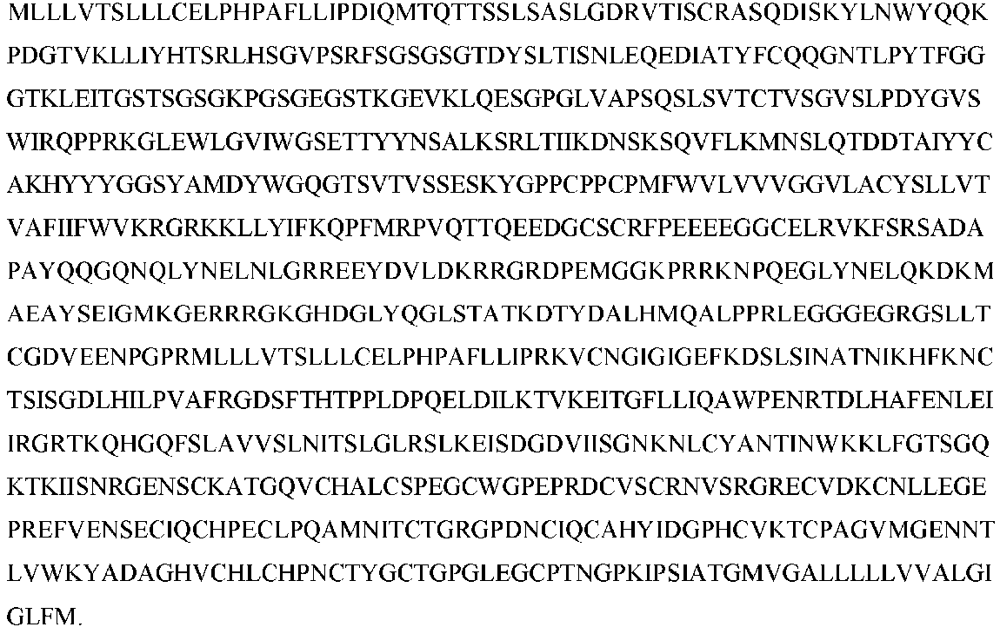 MLLLVTSLLLCELPHPAFLLIPDIQMTQTTSSLSASLGDRVTISCRASQDISKYLNWYQQK
PDGTVKLLIYHTSRLHSGVPSRFSGSGSGTDYSLTISNLEQEDIATYFCQQGNTLPYTFGG
GTKLEITGSTSGSGKPGSGEGSTKGEVKLQESGPGLVAPSQSLSVTCTVSGVSLPDYGVS
WIRQPPRKGLEWLGVIWGSETTYYNSALKSRLTIIKDNSKSQVFLKMNSLQTDDTAIYYC
AKHYYYGGSYAMDYWGQGTSVTVSSESKYGPPCPPCPMFWVLVVVGGVLACYSLLVT
VAFIIFWVKRGRKKLLYIFKQPFMRPVQTTQEEDGCSCRFPEEEEGGCELRVKFSRSADA
PAYQQGQNQLYNELNLGRREEYDVLDKRRGRDPEMGGKPRRKNPQEGLYNELQKDKM
AEAYSEIGMKGERRRGKGHDGLYQGLSTATKDTYDALHMQALPPRLEGGGEGRGSLLT
CGDVEENPGPRMLLLVTSLLLCELPHPAFLLIPRKVCNGIGIGEFKDSLSINATNIKHFKNC
TSISGDLHILPVAFRGDSFTHTPPLDPQELDILKTVKEITGFLLIQAWPENRTDLHAFENLEI
IRGRTKQHGQFSLAVVSLNITSLGLRSLKEISDGDVIISGNKNLCYANTINWKKLFGTSGQ
KTKIISNRGENSCKATGQVCHALCSPEGCWGPEPRDCVSCRNVSRGRECVDKCNLLEGE
PREFVENSECIQCHPECLPQAMNITCTGRGPDNCIQCAHYIDGPHCVKTCPAGVMGENNT
LVWKYADAGHVCHLCHPNCTYGCTGPGLEGCPTNGPKIPSIATGMVGALLLLLVVALGI
GLFM.